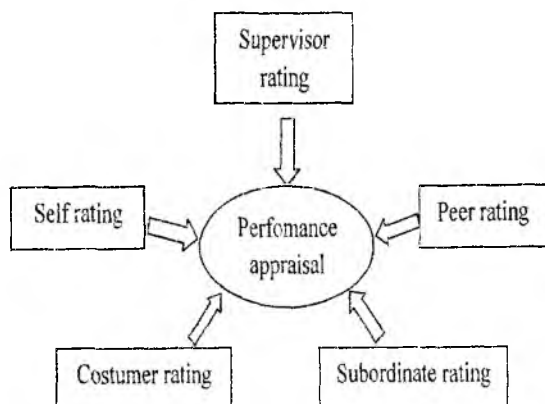 Supervisor
rating
Self rating
Perfomance
appraisal
Peer rating
Costumer rating
Subordinate rating